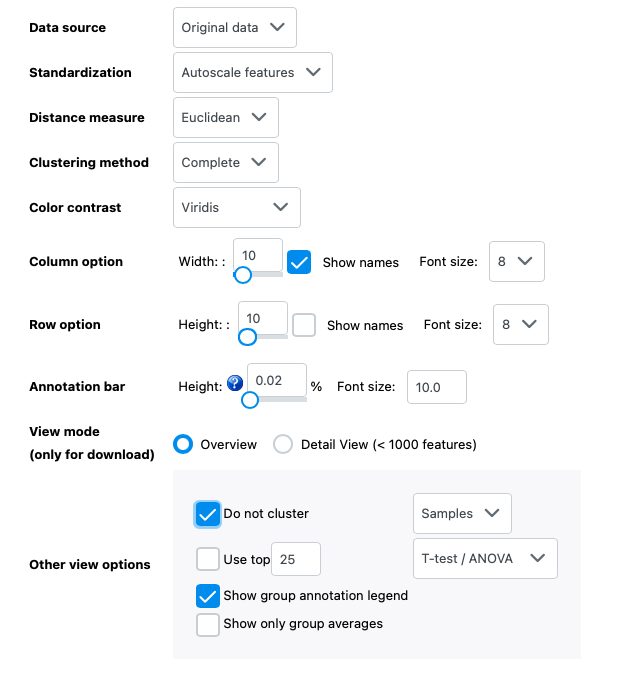 Data source Original data
Standardization Autoscale features
Distance measure Euclidean
Clustering method Complete
Color contrast Viridis
Column option Width: : 10 Show names Font size: 8
Row option Height: : 10 Show names Font size: 8
Annotation bar Height: ? 0.02 % Font size: 10.0
View mode
(only for download) Overview Detail View (< 1000 features)
Do not cluster Samples
Use top 25 T-test / ANOVA
Other view options
Show group annotation legend
Show only group averages